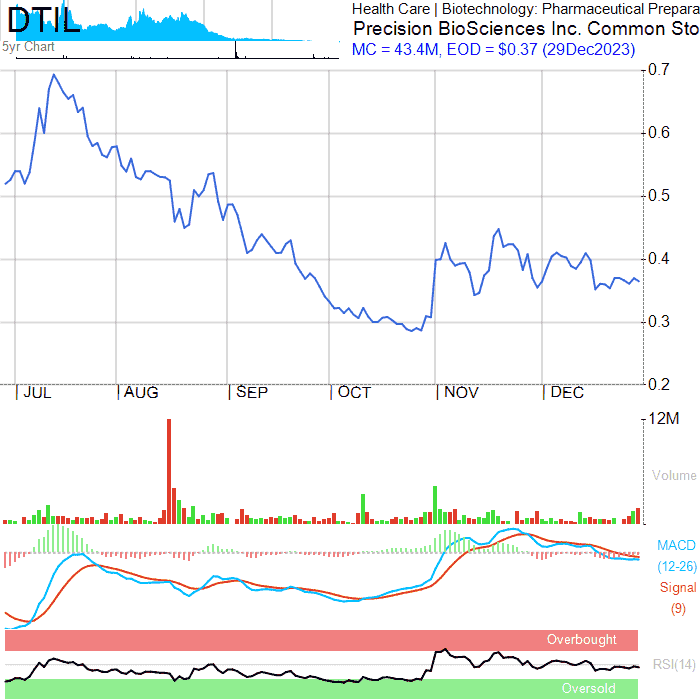 DTIL
5yr Chart
Health Care | Biotechnology: Pharmaceutical Prepara
Precision BioSciences Inc. Common Sto
MC = 43.4M, EOD = $0.37 (29Dec2023)
0.7
0.6
0.5
0.4
0.3
0.2
JUL AUG SEP OCT NOV DEC
12M
Volume
MACD
(12-26)
Signal
(9)
Overbought
RSI(14)
Oversold